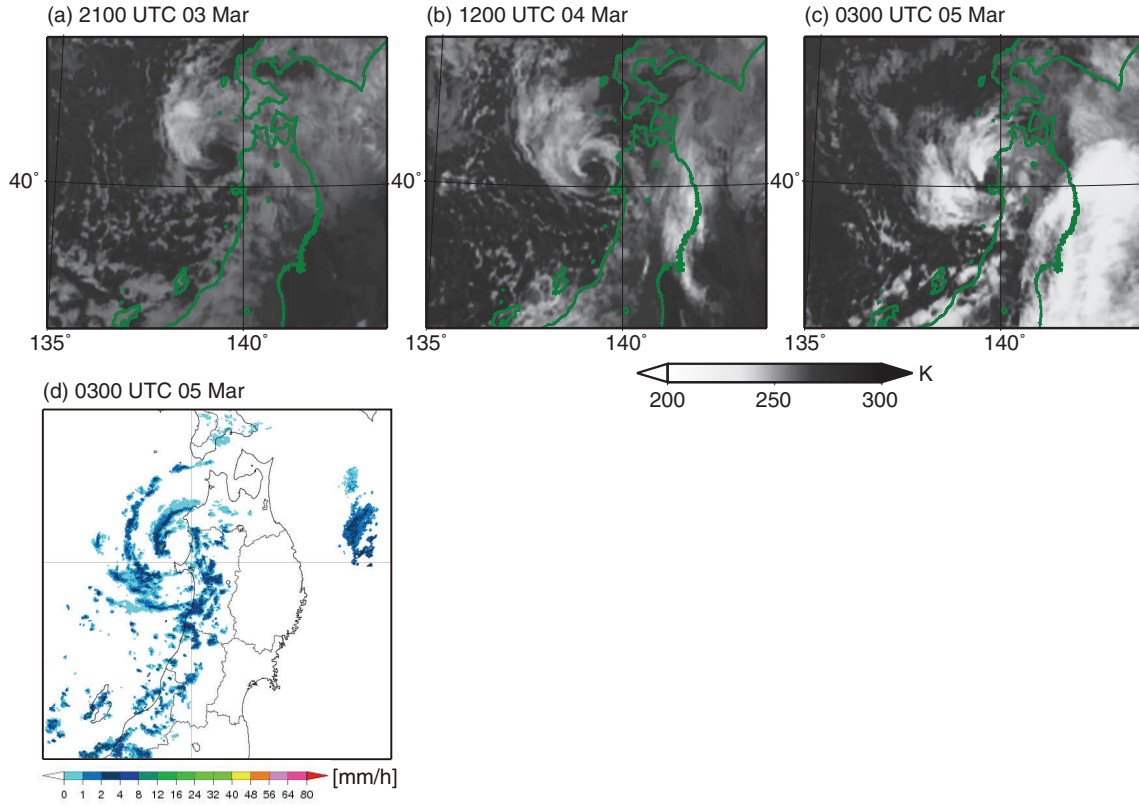 (a) 2100 UTC 03 Mar
(b) 1200 UTC 04 Mar
(c) 0300 UTC 05 Mar
40° 40° 40°
135 140 135 140 135 140
K
200 250 300
(d) 0300 UTC 05 Mar
[mm/h]
0 1 2 4 8 12 16 24 32 40 48 56 64 80